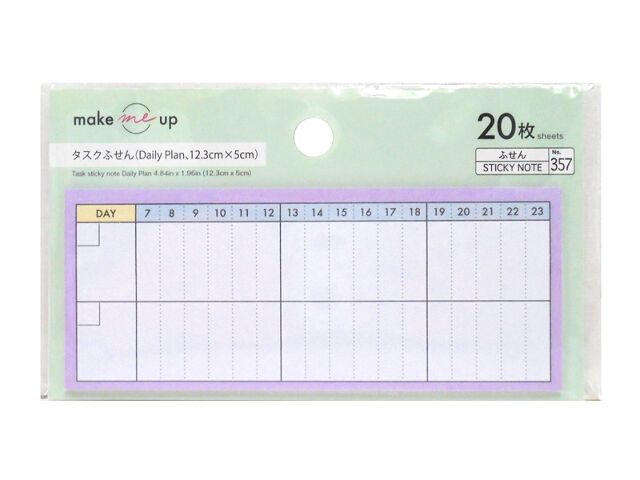 make me up
タスクふせん(Daily Plan、12.3cm×5cm)
Task sticky note Daily Plan 4.84in x 1.96in (12.3cm x 5cm)
20枚 sheets
ふせん
STICKY NOTE
No.
357
DAY 7 8 9 10 11 12 13 14 15 16 17 18 19 20 21 22 23